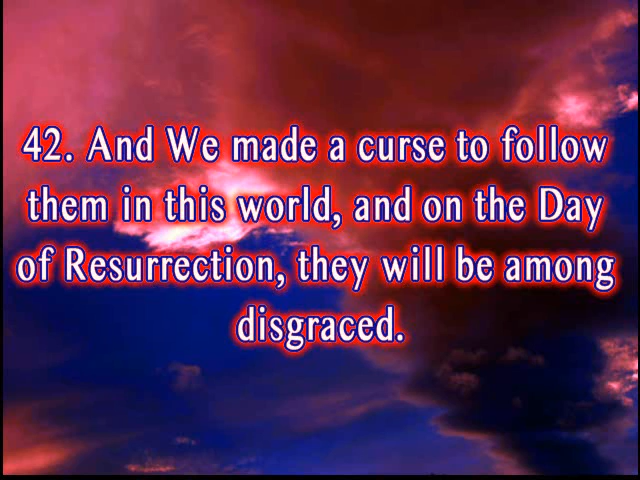 42. And We made a curse to follow
them in this world, and on the Day
of Resurrection, they will be among
disgraced.